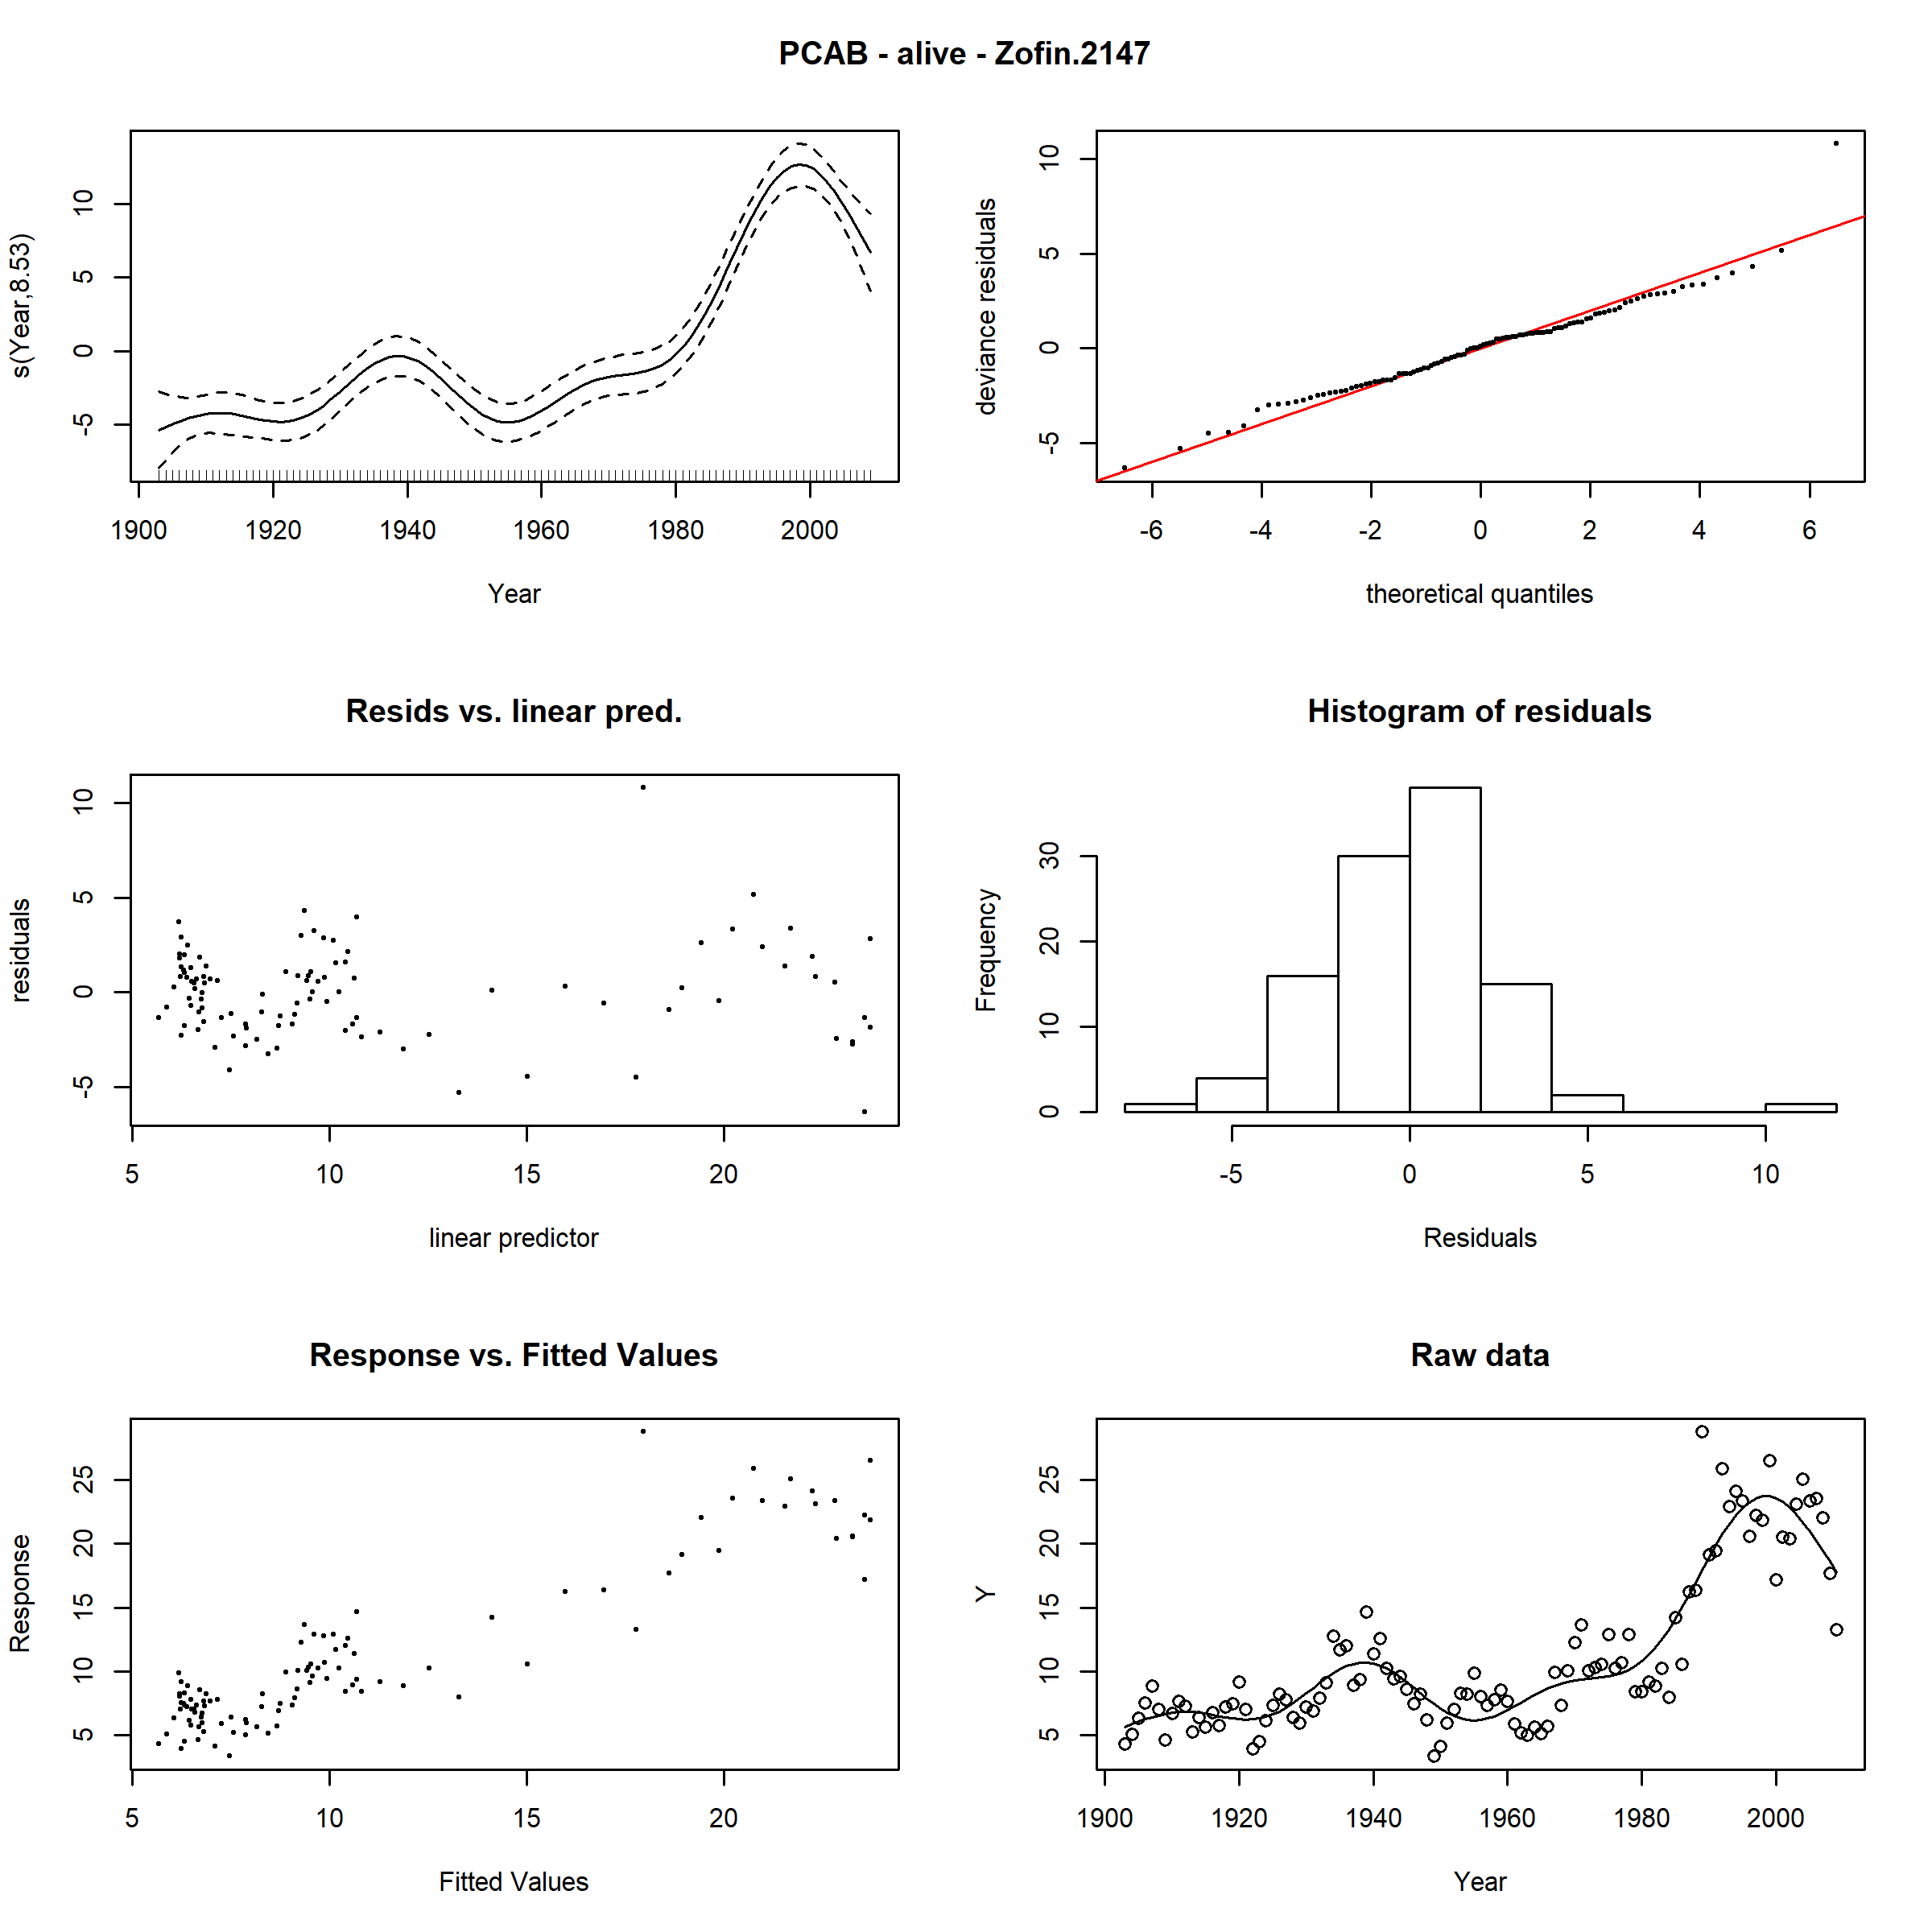 PCAB - alive - Zofin.2147
s(Year,8.53)
-5 0 5 10
1900 1920 1940 1960 1980 2000
Year
deviance residuals
-5 0 5 10
-6 -4 -2 0 2 4 6
theoretical quantiles
Resids vs. linear pred.
residuals
-5 0 5 10
5 10 15 20
linear predictor
Histogram of residuals
Frequency
0 10 20 30
-5 0 5 10
Residuals
Response vs. Fitted Values
Response
5 10 15 20 25
5 10 15 20
Fitted Values
Raw data
Y
5 10 15 20 25
1900 1920 1940 1960 1980 2000
Year